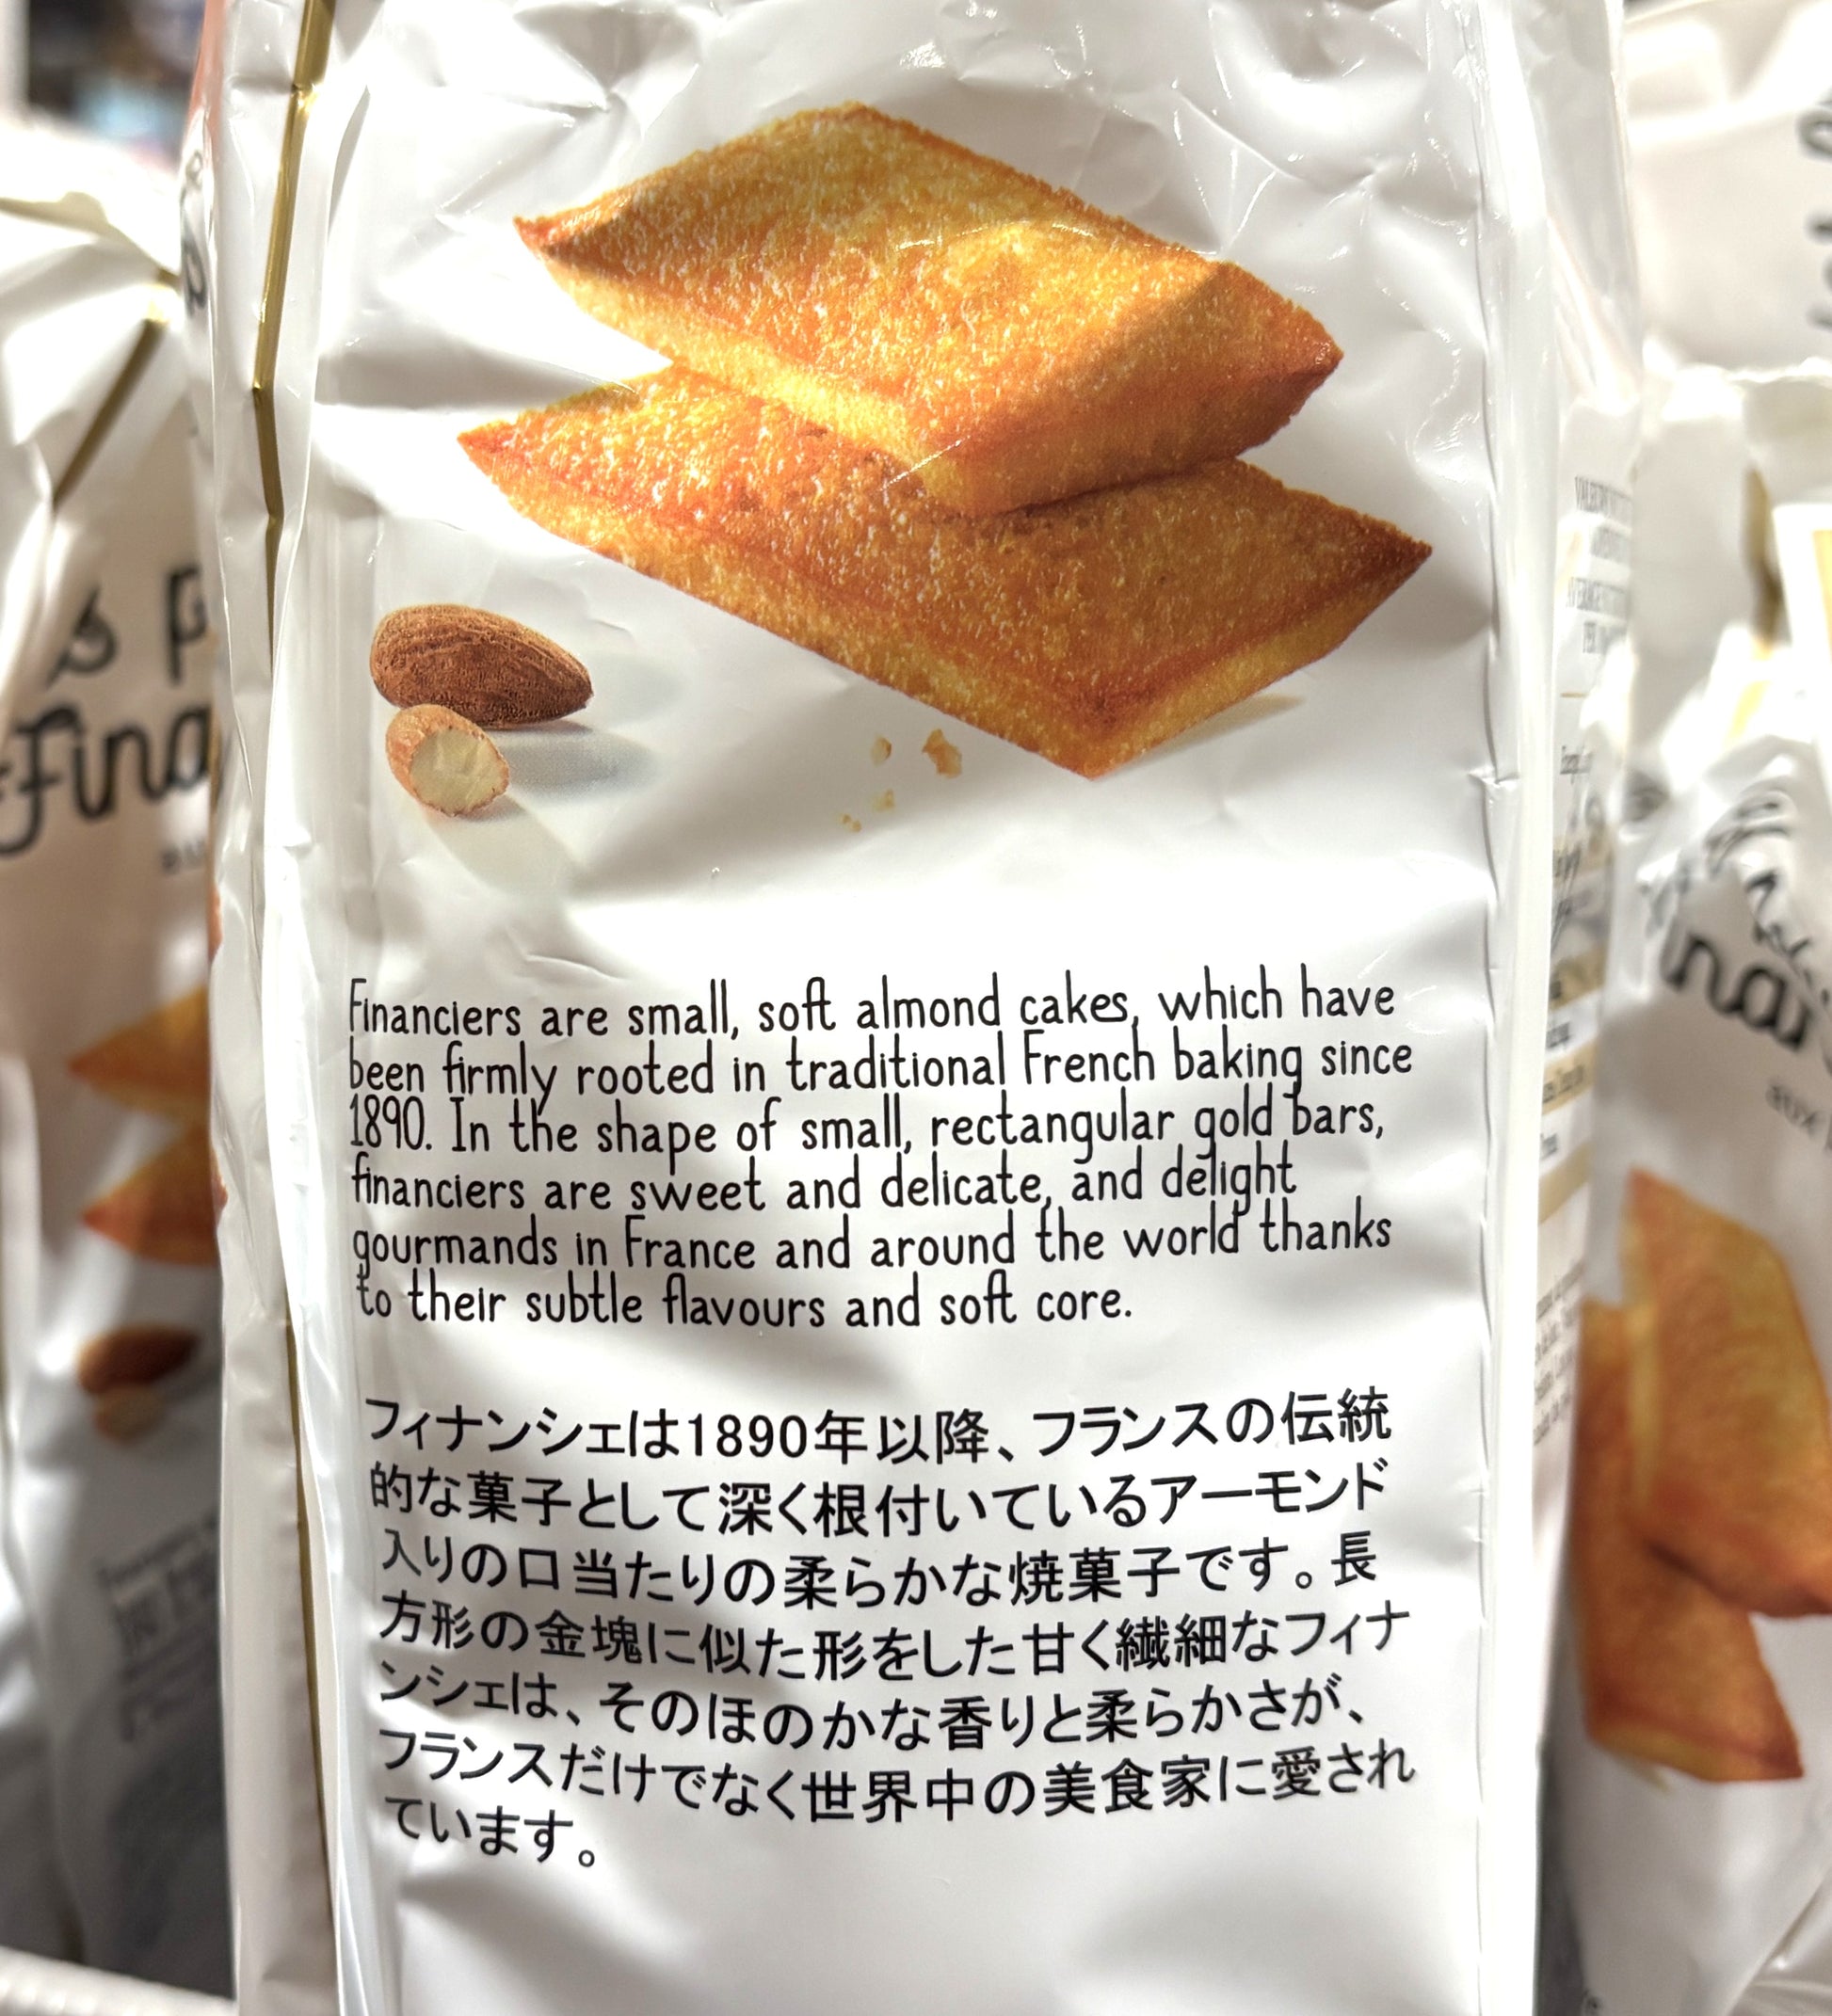 Financiers are small, soft almond cakes, which have
been firmly rooted in traditional French baking since
1890. In the shape of small, rectangular gold bars,
financiers are sweet and delicate, and delight
gourmands in France and around the world thanks
to their subtle flavours and soft core.
フィナンシェは1890年以降、フランスの伝統
的な菓子として深く根付いているアーモンド
入りの口当たりの柔らかな焼菓子です。長
方形の金塊に似た形をした甘く繊細なフィナ
ンシェは、そのほのかな香りと柔らかさが、
フランスだけでなく世界中の美食家に愛され
ています。